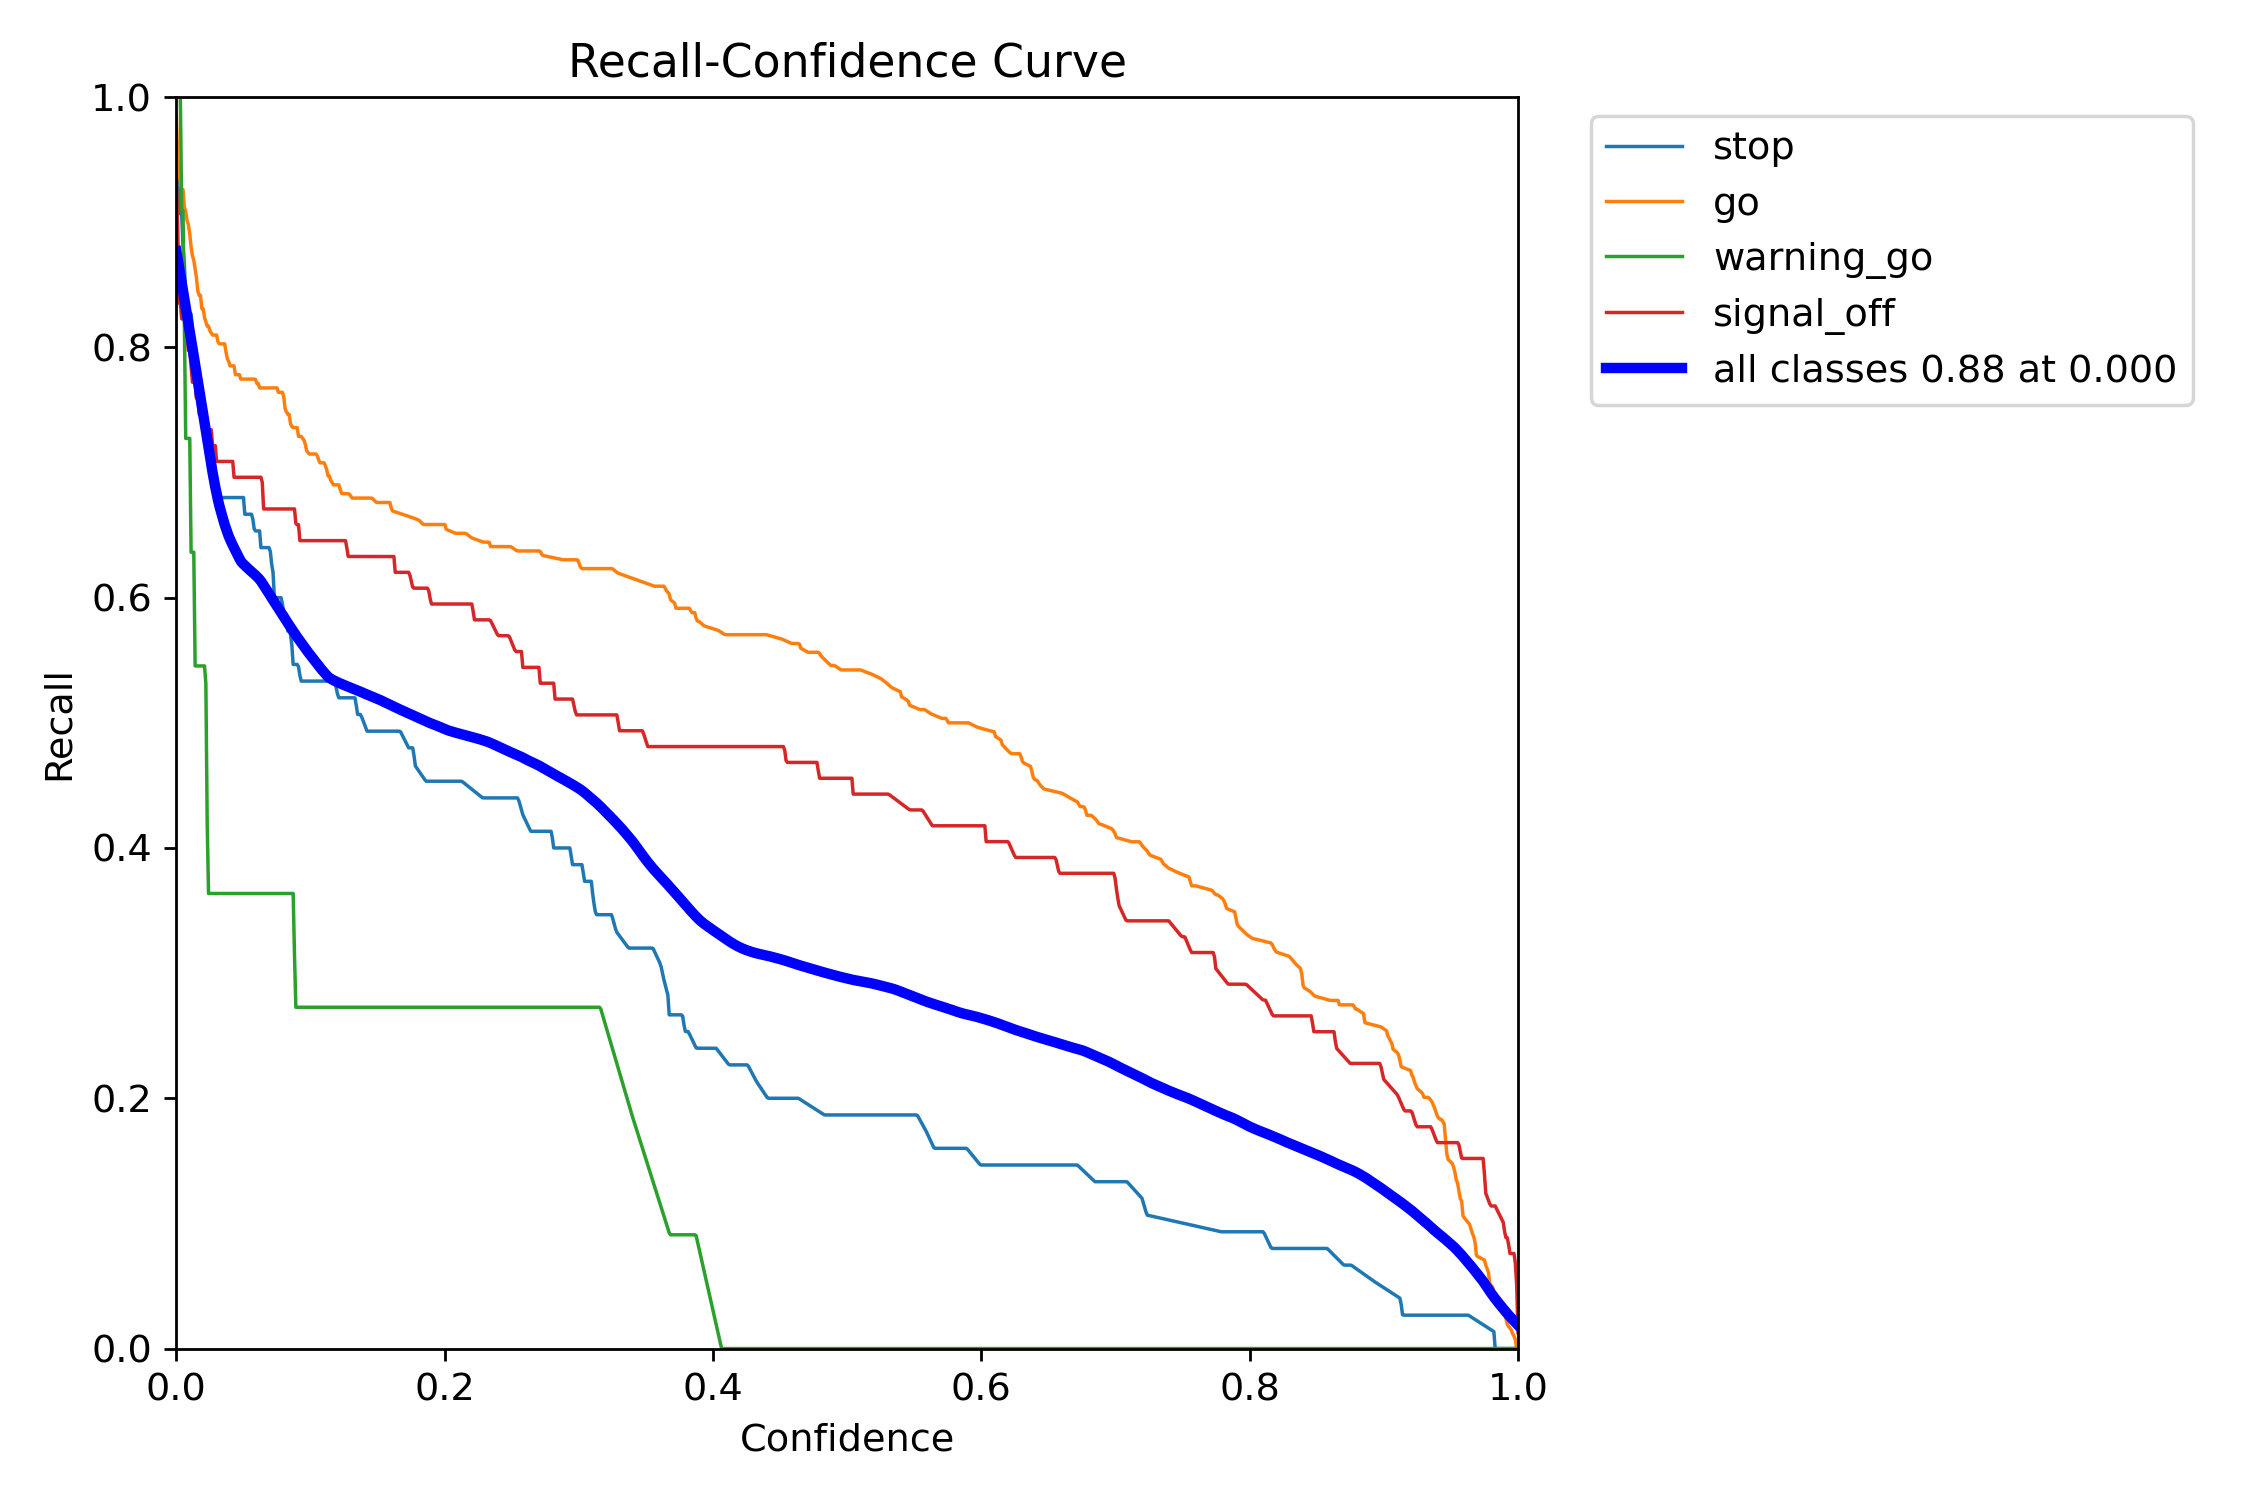 Recall-Confidence Curve
1.0
0.8
0.6
0.4
0.2
0.0
Recall
0.0 0.2 0.4 0.6 0.8 1.0
Confidence
stop
go
warning_go
signal_off
all classes 0.88 at 0.000